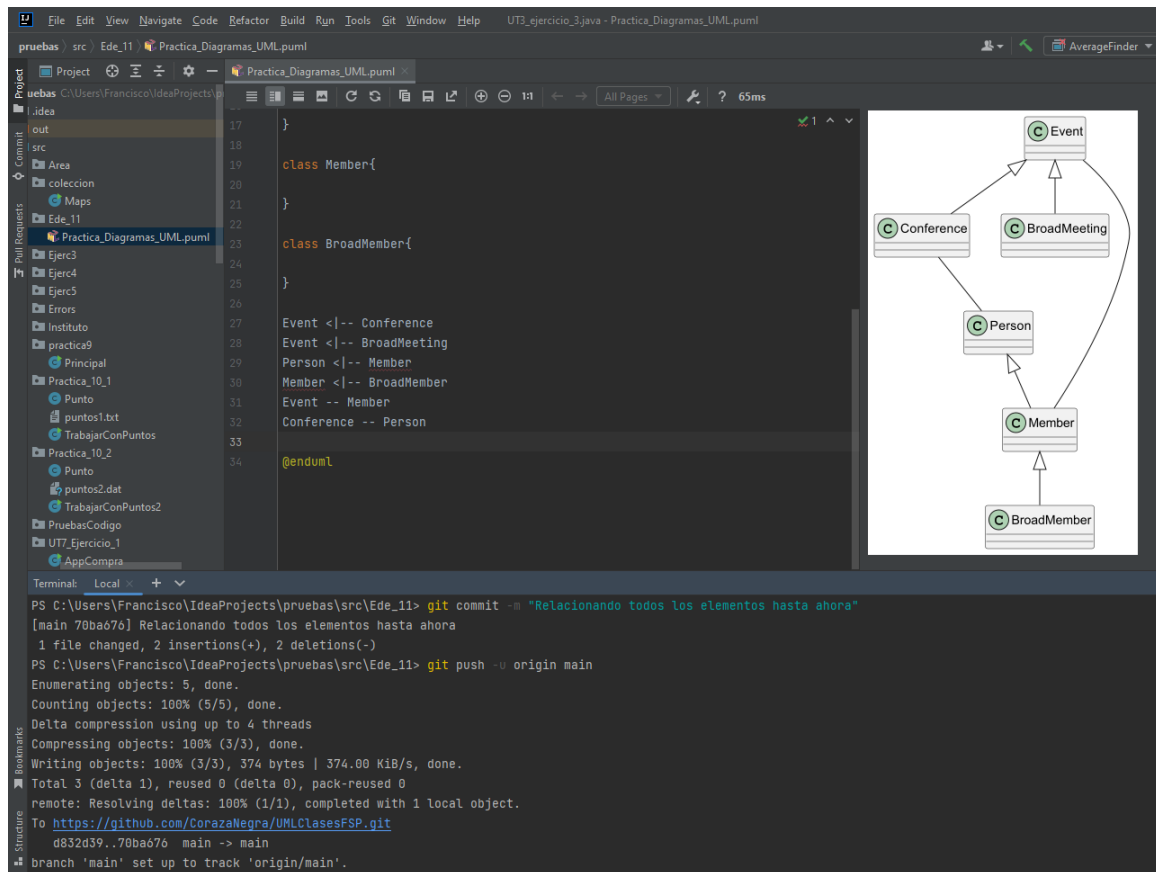 File Edit View Navigate Code Refactor Build Run Tools Git Window Help UT3_ejercicio_3.java - Practica_Diagramas_UML.puml
pruebas src Ede_11 Practica_Diagramas_UML.puml
AverageFinder
Project
Practica_Diagramas_UML.puml
uebas C:\Users\Francisco\IdeaProjects\p
.idea
out
src
Area
coleccion
Maps
Ede_11
Practica_Diagramas_UML.puml
Ejerc3
Ejerc4
Ejerc5
Errors
Instituto
practica9
Principal
Practica_10_1
Punto
puntos1.txt
TrabajarConPuntos
Practica_10_2
Punto
puntos2.dat
TrabajarConPuntos2
PruebasCodigo
UT7_Ejercicio_1
AppCompra
Project
Commit
Pull Requests
Bookmarks
Structure
1:1 All Pages ? 65ms
1
17 }
18
19 class Member{
20
21 }
22
23 class BroadMember{
24
25 }
26
27 Event <|-- Conference
28 Event <|-- BroadMeeting
29 Person <|-- Member
30 Member <|-- BroadMember
31 Event -- Member
32 Conference -- Person
33
34 @enduml
C Event
C Conference
C BroadMeeting
C Person
C Member
C BroadMember
Terminal: Local
PS C:\Users\Francisco\IdeaProjects\pruebas\src\Ede_11> git commit -m "Relacionando todos los elementos hasta ahora"
[main 70ba676] Relacionando todos los elementos hasta ahora
1 file changed, 2 insertions(+), 2 deletions(-)
PS C:\Users\Francisco\IdeaProjects\pruebas\src\Ede_11> git push -u origin main
Enumerating objects: 5, done.
Counting objects: 100% (5/5), done.
Delta compression using up to 4 threads
Compressing objects: 100% (3/3), done.
Writing objects: 100% (3/3), 374 bytes | 374.00 KiB/s, done.
Total 3 (delta 1), reused 0 (delta 0), pack-reused 0
remote: Resolving deltas: 100% (1/1), completed with 1 local object.
To https://github.com/CorazaNegra/UMLClasesFSP.git
d832d39..70ba676 main -> main
branch 'main' set up to track 'origin/main'.